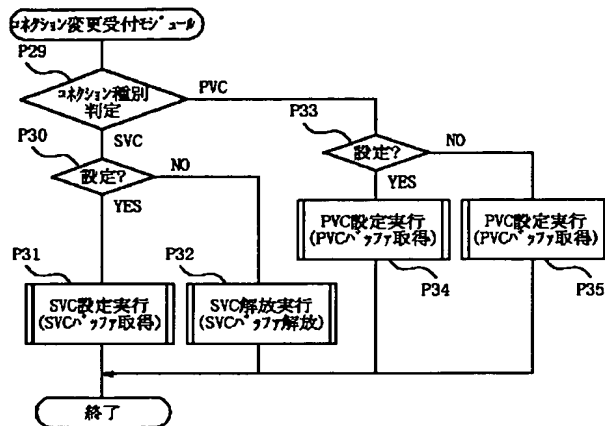 コネクション変更受付モジュール
P29
コネクション種別
判定
PVC
SVC
P30
設定?
NO
YES
P33
設定?
NO
YES
P31
SVC設定実行
(SVCバッファ取得)
P32
SVC解放実行
(SVCバッファ解放)
PVC設定実行
(PVCバッファ取得)
P34
PVC設定実行
(PVCバッファ取得)
P35
終了